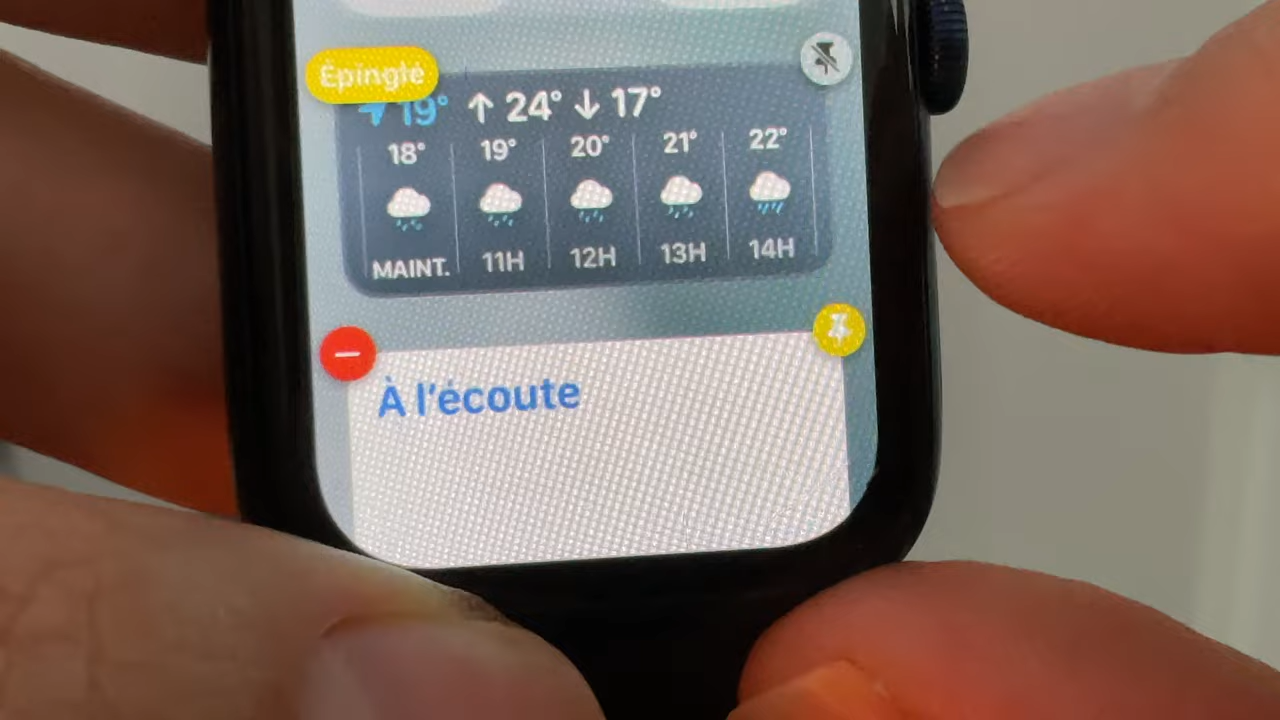 Épinglé
19° ↑ 24° ↓ 17°
18° 19° 20° 21° 22°
MAINT. 11H 12H 13H 14H
À l'écoute